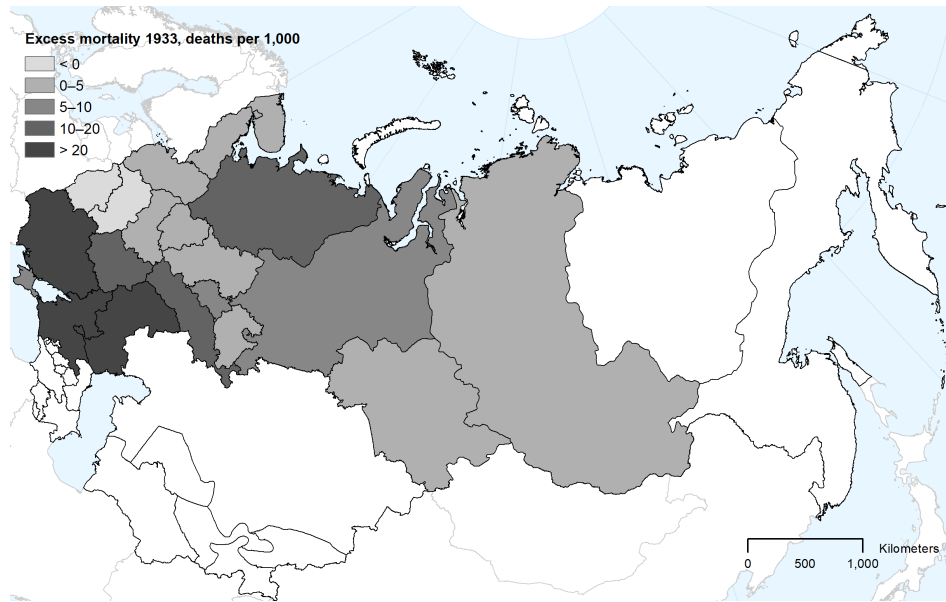 Excess mortality 1933, deaths per 1,000
< 0
0–5
5–10
10–20
> 20
Kilometers
0 500 1,000